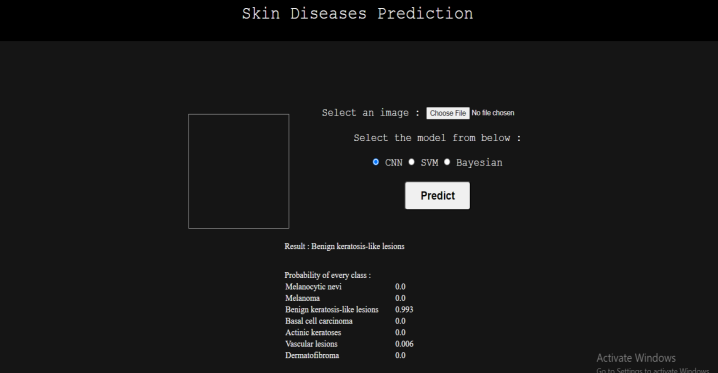 Skin Diseases Prediction
Select an image : Choose File No file chosen
Select the model from below :
CNN SVM Bayesian
Predict
Result : Benign keratosis-like lesions
Probability of every class :
Melanocytic nevi 0.0
Melanoma 0.0
Benign keratosis-like lesions 0.993
Basal cell carcinoma 0.0
Actinic keratoses 0.0
Vascular lesions 0.006
Dermatofibroma 0.0
Activate Windows
Go to Settings to activate Windows